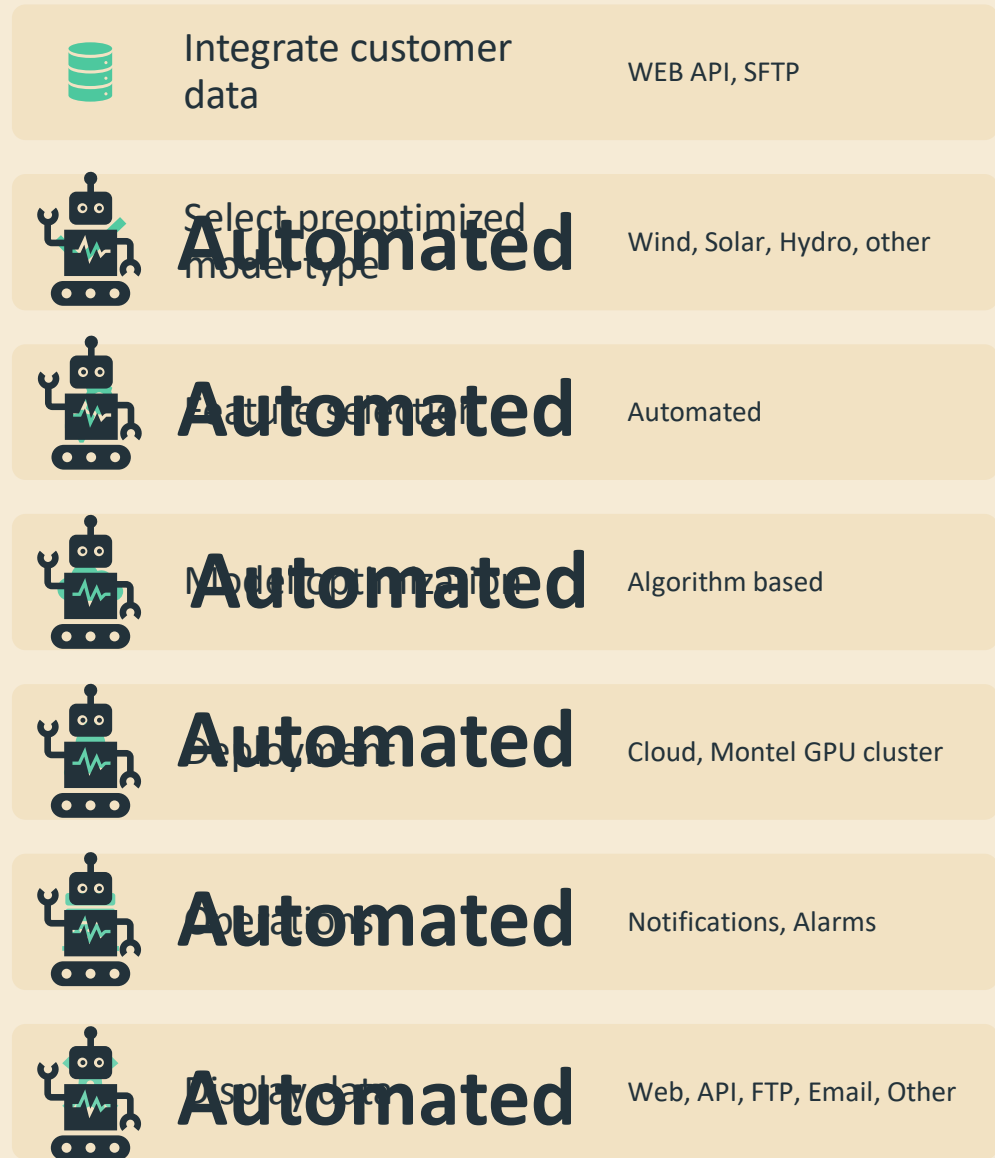 Integrate customer
data
WEB API, SFTP
Select preoptimized
model type
Automated
Wind, Solar, Hydro, other
Feature selection
Automated
Automated
Model optimization
Automated
Algorithm based
Deployment
Automated
Cloud, Montel GPU cluster
Operations
Automated
Notifications, Alarms
Display data
Automated
Web, API, FTP, Email, Other